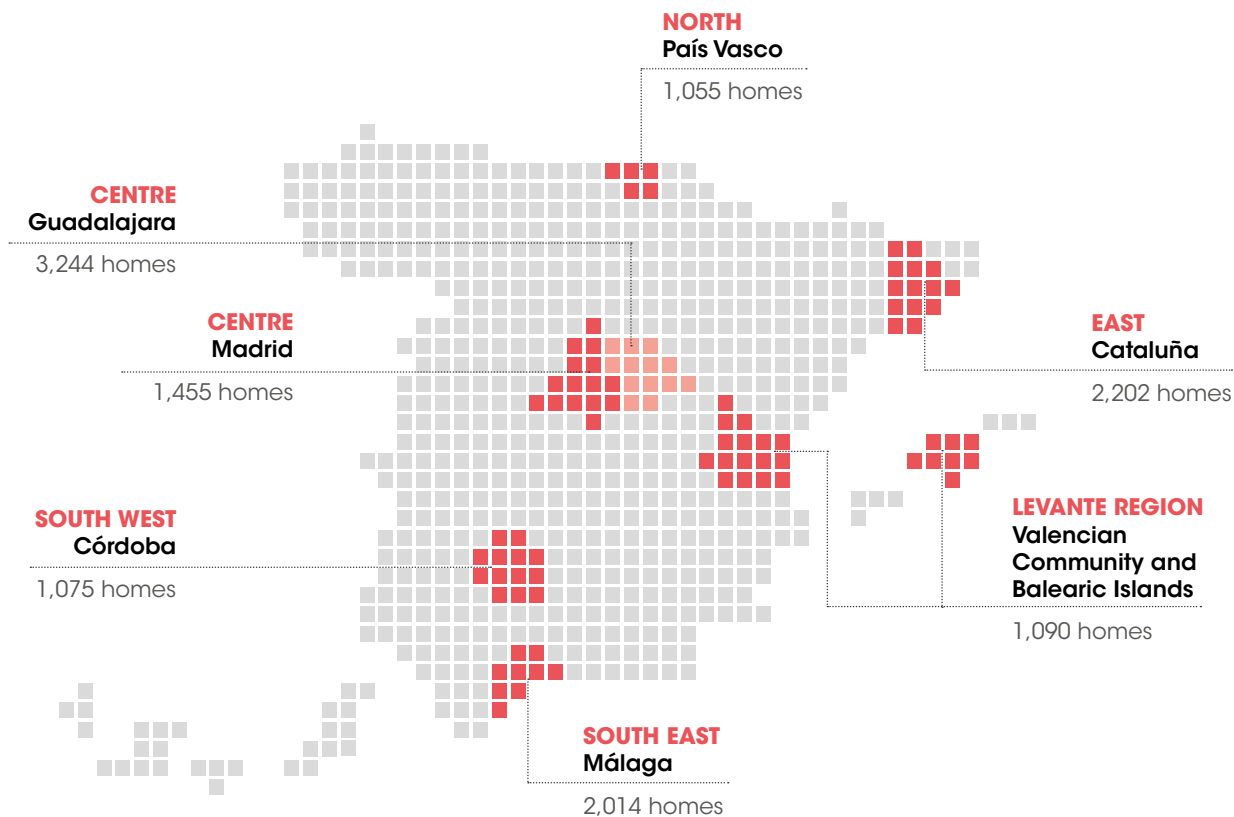 NORTH
País Vasco
1,055 homes
CENTRE
Guadalajara
3,244 homes
CENTRE
Madrid
1,455 homes
EAST
Cataluña
2,202 homes
SOUTH WEST
Córdoba
1,075 homes
LEVANTE REGION
Valencian
Community and
Balearic Islands
1,090 homes
SOUTH EAST
Málaga
2,014 homes